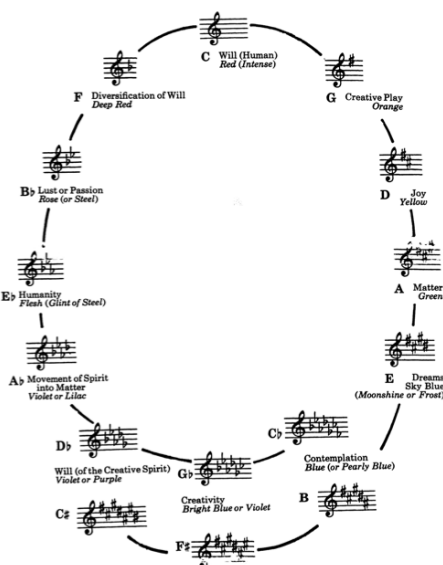 C Will (Human)
Red (Intense)
G Creative Play
Orange
F Diversification of Will
Deep Red
D Joy
Yellow
B♭ Lust or Passion
Rose (or Steel)
A Matter
Green
E♭ Humanity
Flesh (Glint of Steel)
E Dreams
Sky Blue
(Moonshine or Frost)
A♭ Movement of Spirit
into Matter
Violet or Lilac
D♭
Will (of the Creative Spirit)
Violet or Purple
C♭
Contemplation
Blue (or Pearly Blue)
G♭
Creativity
Bright Blue or Violet
B
C♯
F♯